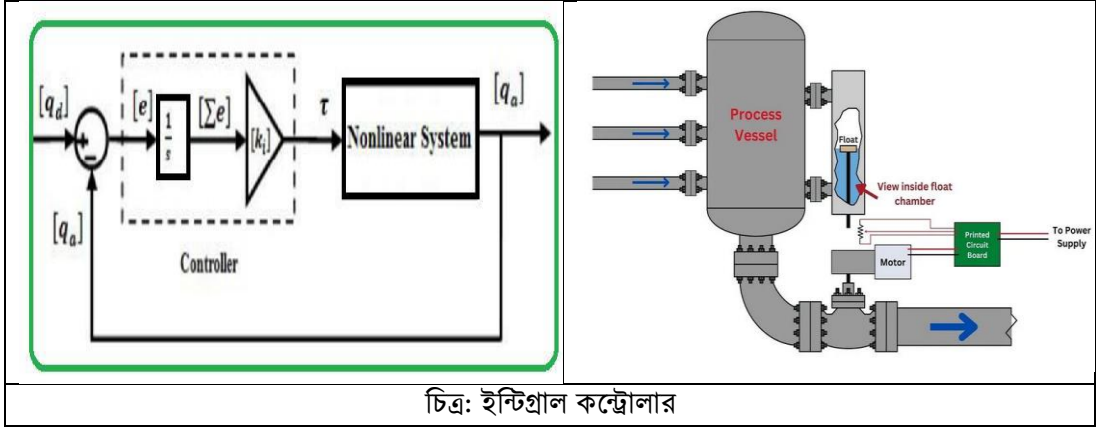 [q_d]
[e]
1/s
[∑e]
[k_i]
τ
Nonlinear System
[q_a]
+
−
[q_a]
Controller
Process
Vessel
Float
View inside float
chamber
Printed
Circuit
Board
To Power
Supply
Motor
চিত্র: ইন্টিগ্রাল কন্ট্রোলার